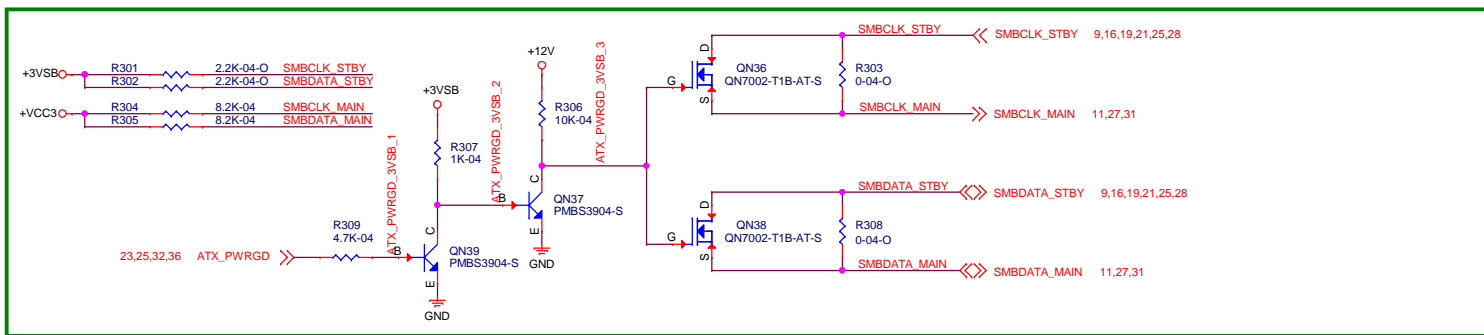 +12V
ATX_PWRGD_3VSB_3
SMBCLK_STBY
SMBCLK_STBY 9,16,19,21,25,28
D
QN36
QN7002-T1B-AT-S
G
S
R303
0-04-O
SMBCLK_MAIN
SMBCLK_MAIN 11,27,31
+3VSB
R301 2.2K-04-O SMBCLK_STBY
R302 2.2K-04-O SMBDATA_STBY
+VCC3
R304 8.2K-04 SMBCLK_MAIN
R305 8.2K-04 SMBDATA_MAIN
+3VSB
R307
1K-04
ATX_PWRGD_3VSB_1
ATX_PWRGD_3VSB_2
R306
10K-04
C
B
QN37
PMBS3904-S
E
GND
23,25,32,36 ATX_PWRGD
R309
4.7K-04
C
B
QN39
PMBS3904-S
E
GND
SMBDATA_STBY
SMBDATA_STBY 9,16,19,21,25,28
D
QN38
QN7002-T1B-AT-S
G
S
R308
0-04-O
SMBDATA_MAIN
SMBDATA_MAIN 11,27,31